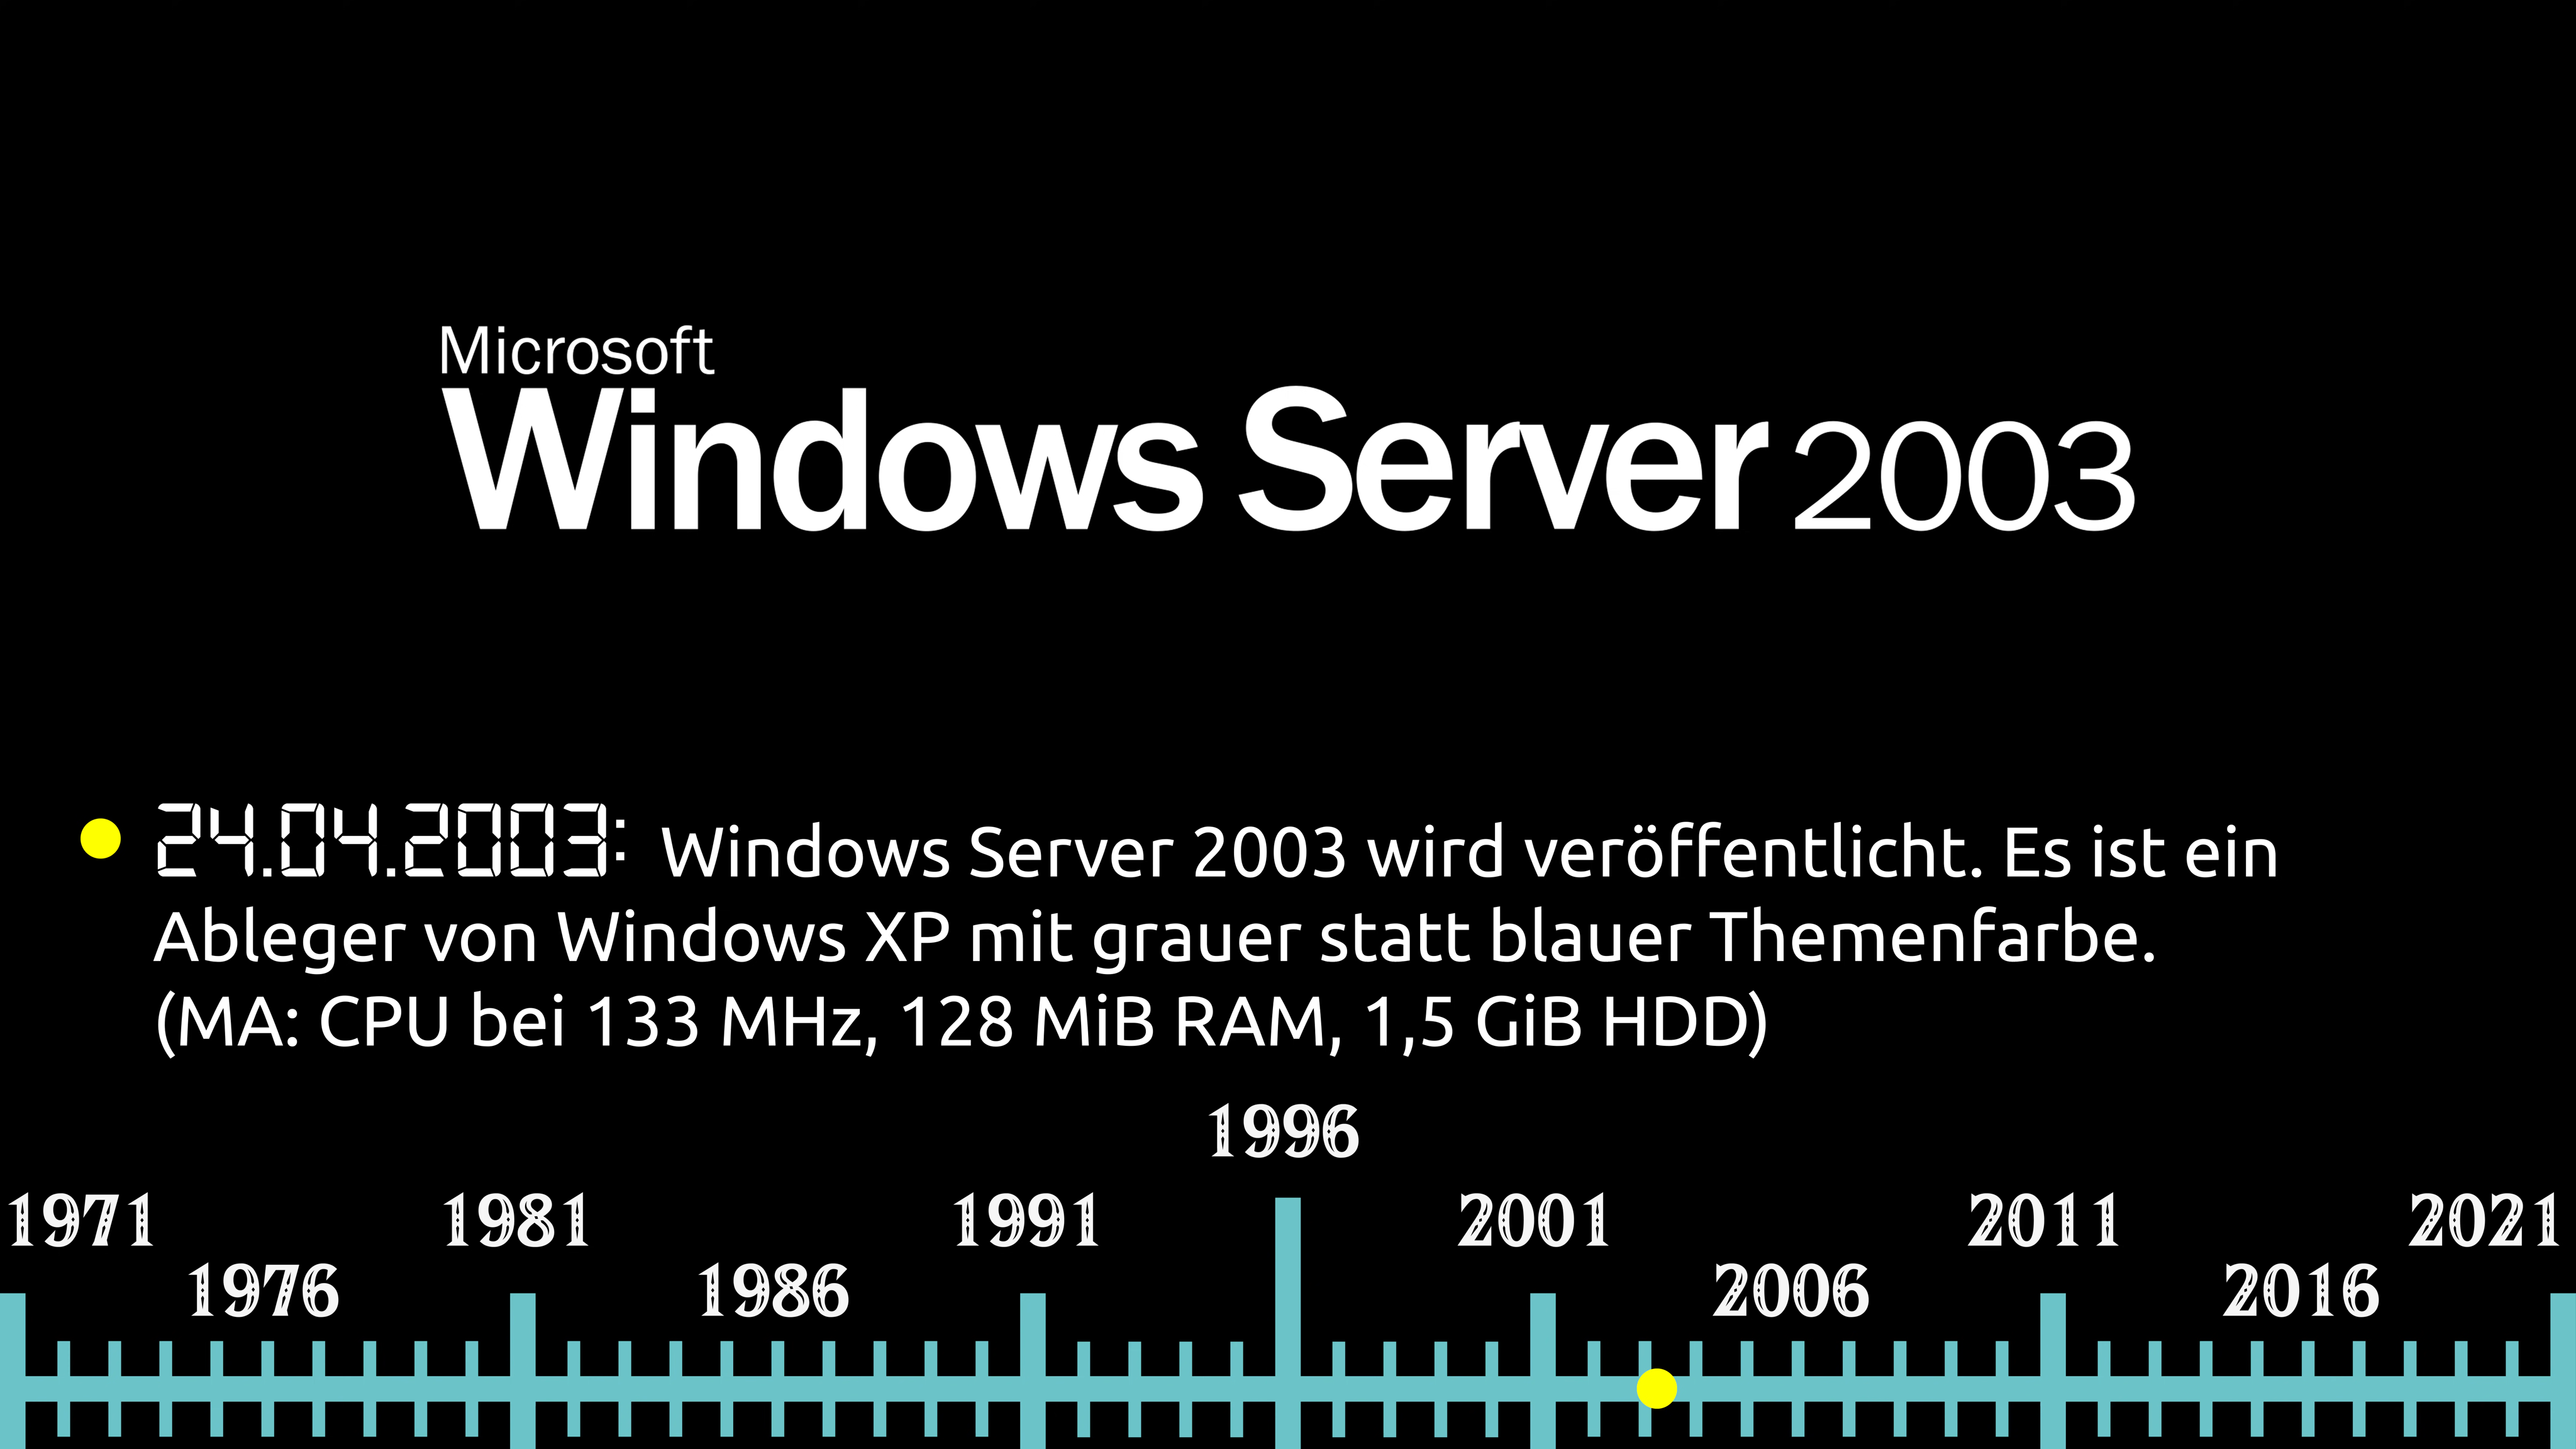 Microsoft
Windows Server 2003
24.04.2003: Windows Server 2003 wird veröffentlicht. Es ist ein
Ableger von Windows XP mit grauer statt blauer Themenfarbe.
(MA: CPU bei 133 MHz, 128 MiB RAM, 1,5 GiB HDD)
1996
1971 1981 1991 2001 2011 2021
1976 1986 2006 2016